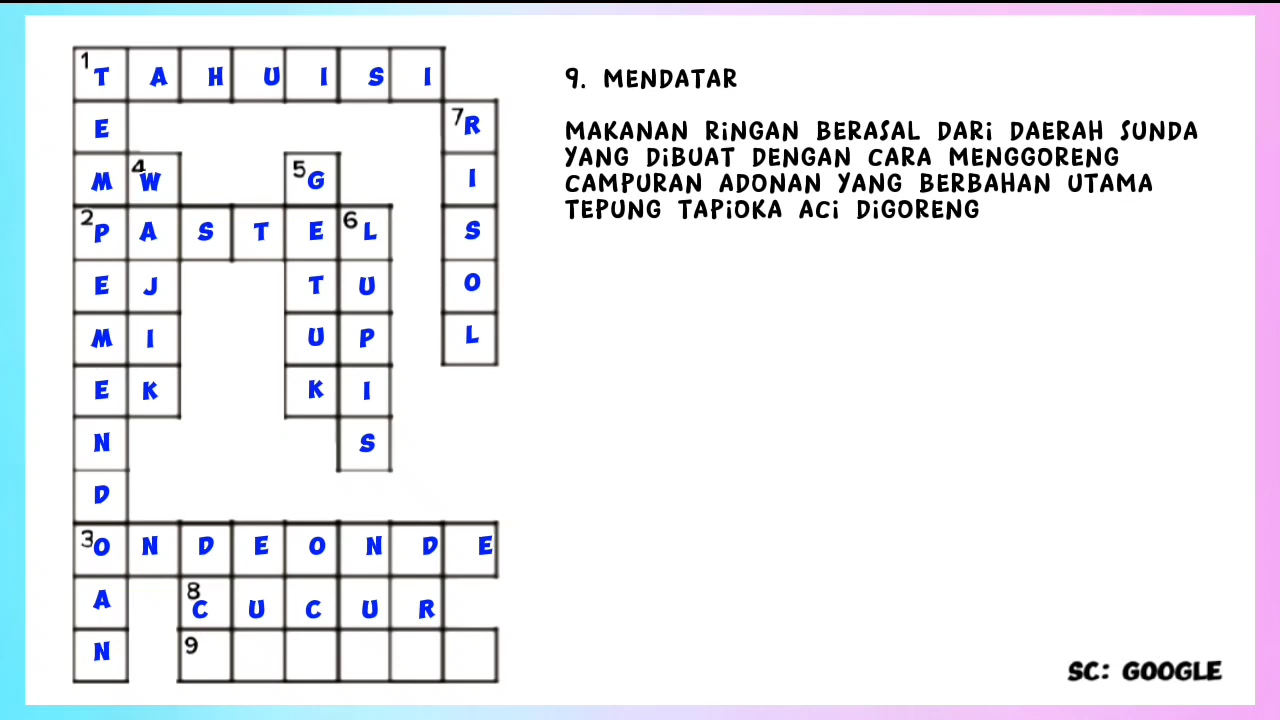 1 T A H U I S I
E 7 R
M 4 W 5 G I
2 P A S T E 6 L S
E J T U O
M I U P L
E K K I
N S
D
3 O N D E O N D E
A 8 C U C U R
N 9
9. MENDATAR
MAKANAN RINGAN BERASAL DARI DAERAH SUNDA
YANG DIBUAT DENGAN CARA MENGGORENG
CAMPURAN ADONAN YANG BERBAHAN UTAMA
TEPUNG TAPIOKA ACI DIGORENG
SC: GOOGLE